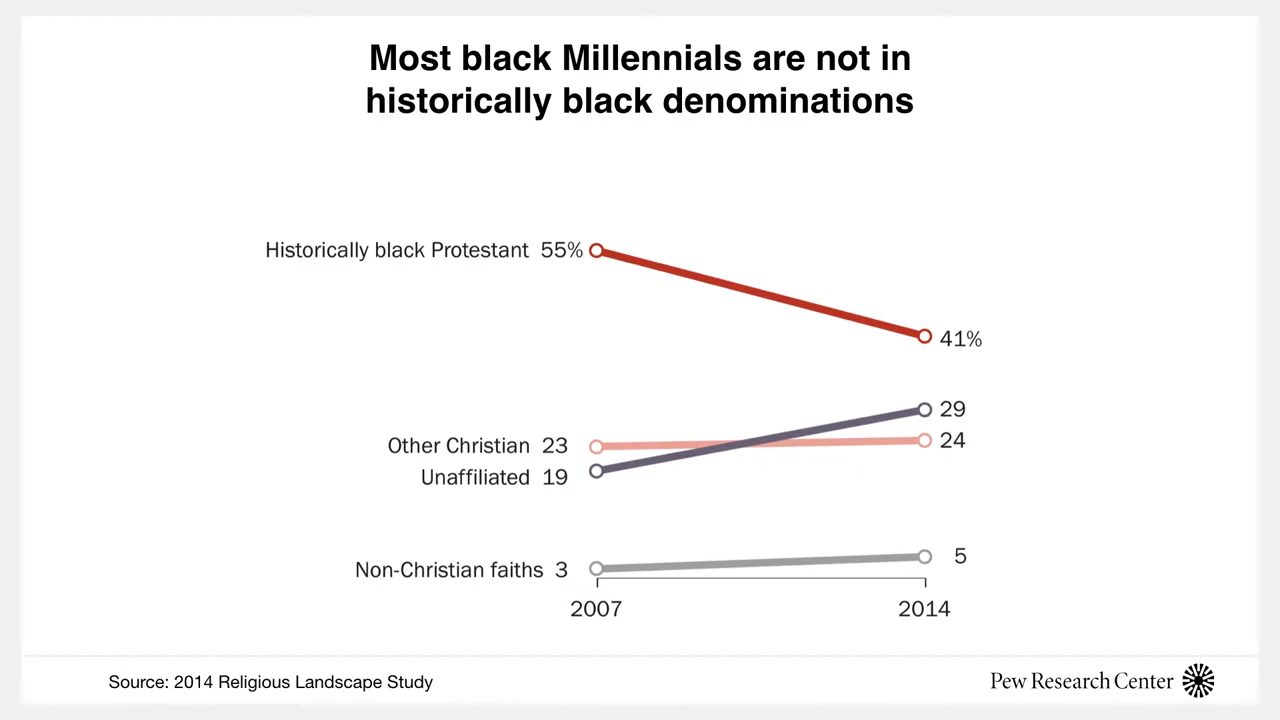 Most black Millennials are not in
historically black denominations
Historically black Protestant 55%
41%
29
Other Christian 23
24
Unaffiliated 19
Non-Christian faiths 3
5
2007
2014
Source: 2014 Religious Landscape Study
Pew Research Center